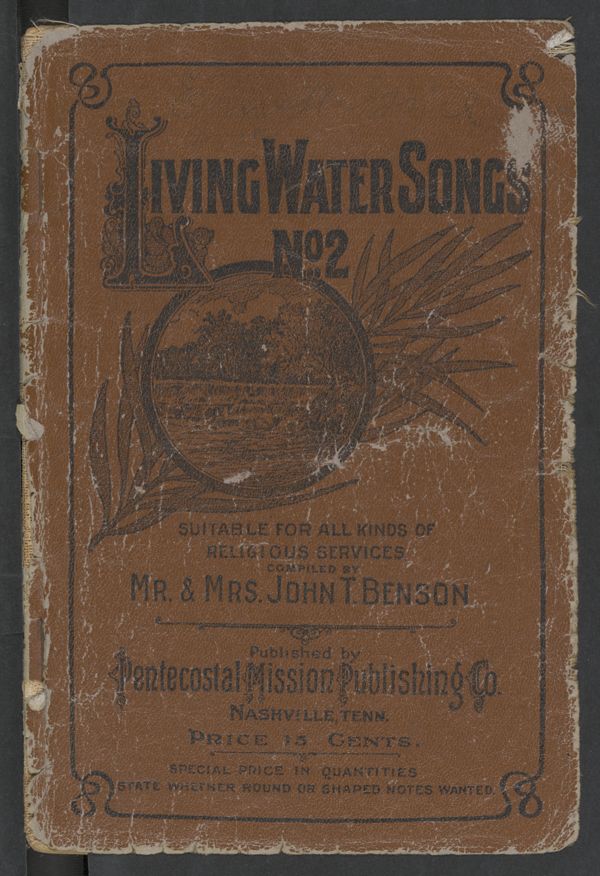 LIVING WATER SONGS
No. 2
SUITABLE FOR ALL KINDS OF
RELIGIOUS SERVICES
COMPILED BY
MR. & MRS. JOHN T. BENSON
Published by
Pentecostal Mission Publishing Co.
NASHVILLE, TENN.
PRICE 15 CENTS.
SPECIAL PRICE IN QUANTITIES
STATE WHETHER ROUND OR SHAPED NOTES WANTED.